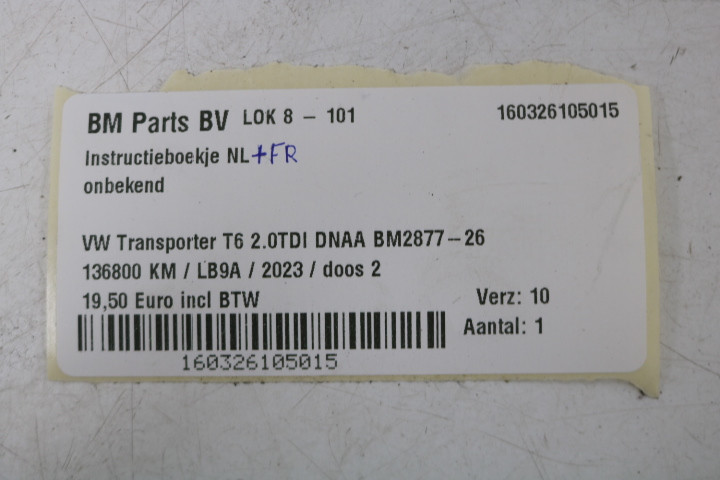 BM Parts BV LOK 8 - 101 160326105015
Instructieboekje NL +FR
onbekend
VW Transporter T6 2.0TDI DNAA BM2877-26
136800 KM / LB9A / 2023 / doos 2
19,50 Euro incl BTW Verz: 10
Aantal: 1
160326105015